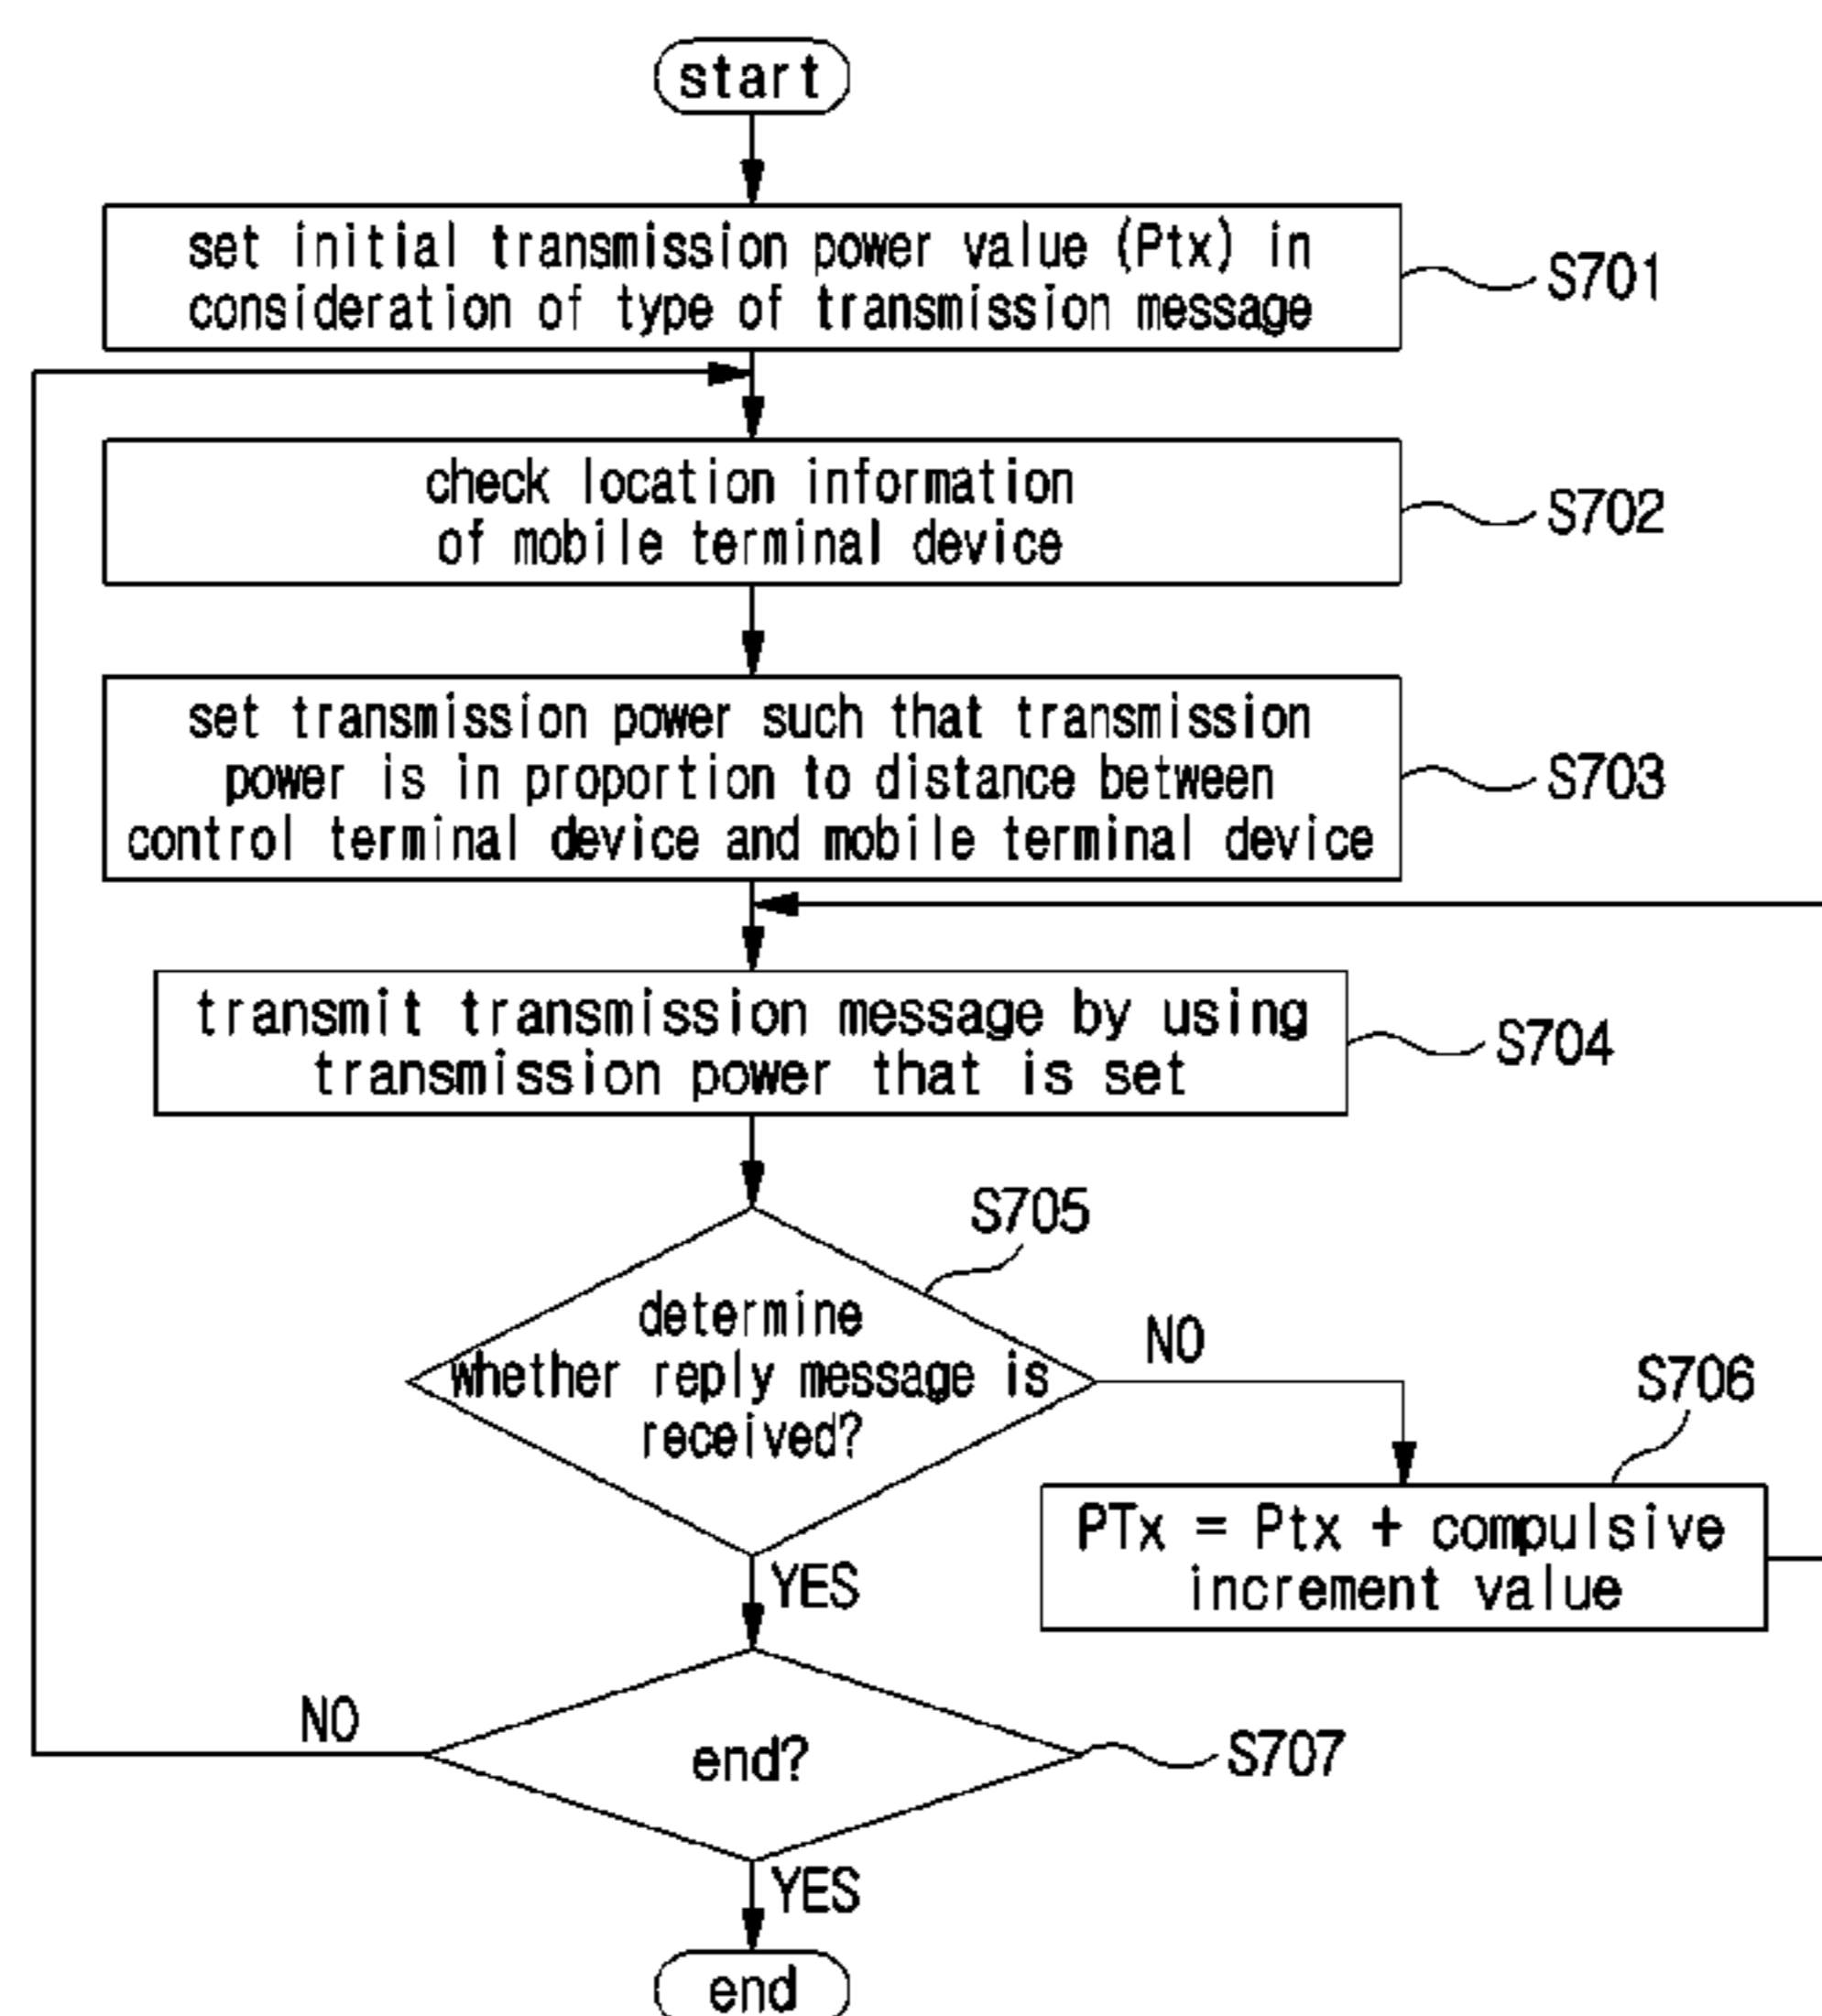 start
set initial transmission power value (Ptx) in
consideration of type of transmission message
S701
check location information
of mobile terminal device
S702
set transmission power such that transmission
power is in proportion to distance between
control terminal device and mobile terminal device
S703
transmit transmission message by using
transmission power that is set
S704
S705
determine
whether reply message is
received?
NO
S706
PTx = Ptx + compulsive
increment value
YES
NO
end?
S707
YES
end